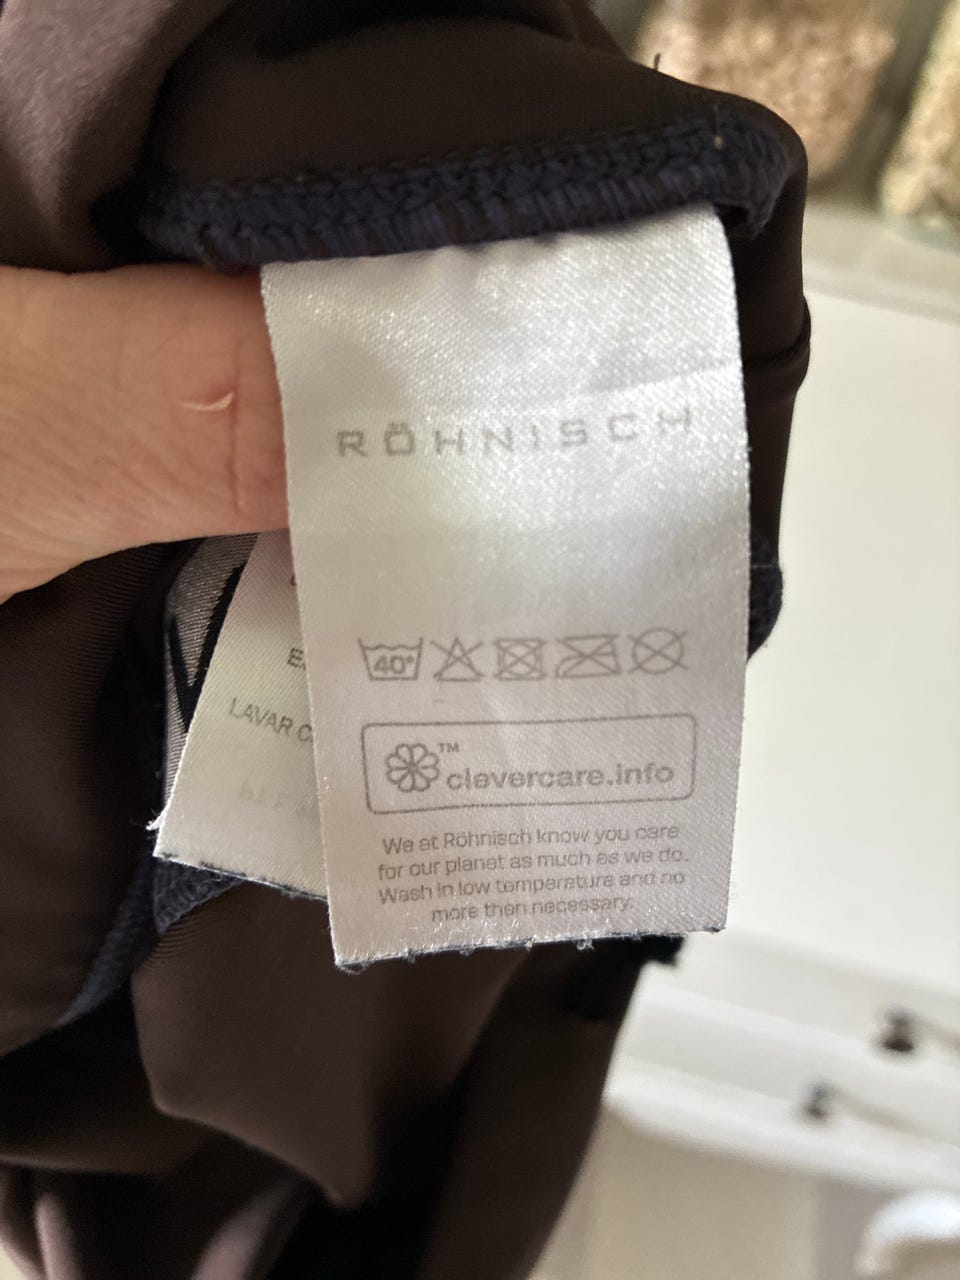 RÖHNISCH
40°
TM
clevercare.info
We at Röhnisch know you care
for our planet as much as we do.
Wash in low temperature and no
more then necessary.
LAVAR C